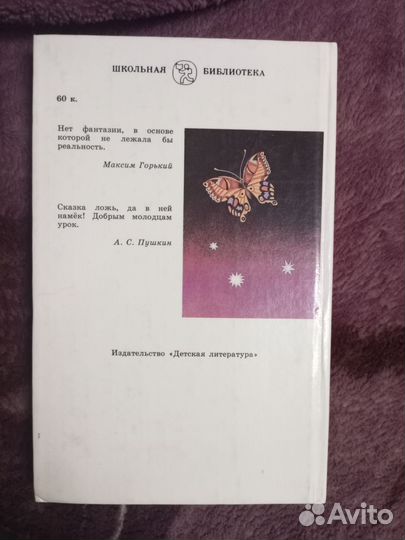 ШКОЛЬНАЯ БИБЛИОТЕКА
60 к.
Нет фантазии, в основе
которой не лежала бы
реальность.
Максим Горький
Сказка ложь, да в ней
намёк! Добрым молодцам
урок.
А. С. Пушкин
Издательство «Детская литература»
Avito